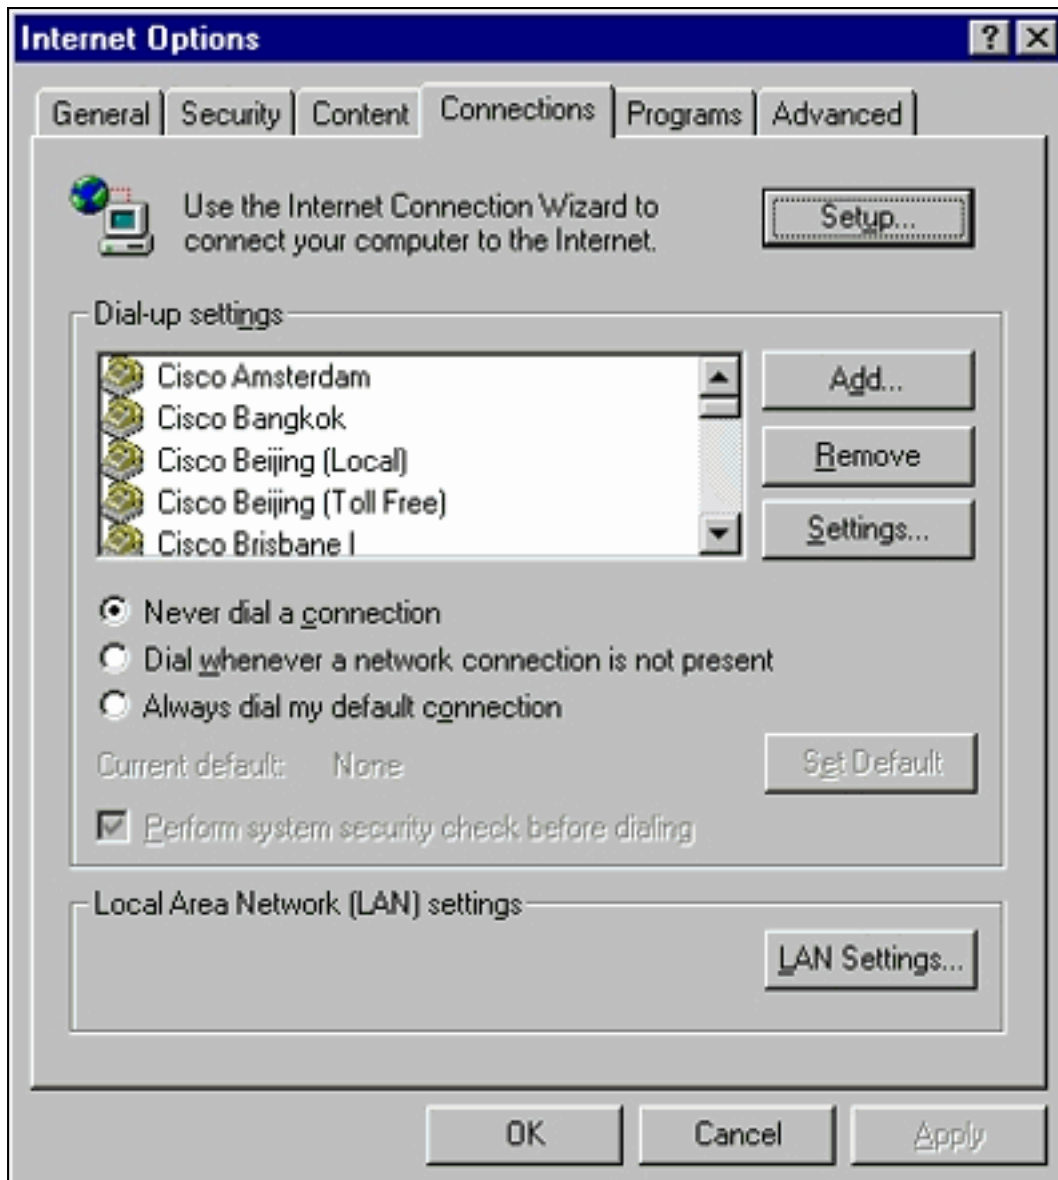 Internet Options
General Security Content Connections Programs Advanced
Use the Internet Connection Wizard to
connect your computer to the Internet.
Setup...
Dial-up settings
Cisco Amsterdam
Cisco Bangkok
Cisco Beijing (Local)
Cisco Beijing (Toll Free)
Cisco Brisbane I
Add...
Remove
Settings...
Never dial a connection
Dial whenever a network connection is not present
Always dial my default connection
Current default: None
Set Default
Perform system security check before dialing
Local Area Network (LAN) settings
LAN Settings...
OK Cancel Apply